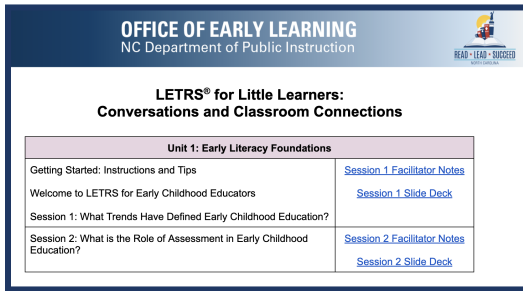 OFFICE OF EARLY LEARNING
NC Department of Public Instruction
READ • LEAD • SUCCEED
NORTH CAROLINA
LETRS® for Little Learners:
Conversations and Classroom Connections
Unit 1: Early Literacy Foundations
Getting Started: Instructions and Tips
Session 1 Facilitator Notes
Welcome to LETRS for Early Childhood Educators
Session 1 Slide Deck
Session 1: What Trends Have Defined Early Childhood Education?
Session 2: What is the Role of Assessment in Early Childhood
Education?
Session 2 Facilitator Notes
Session 2 Slide Deck